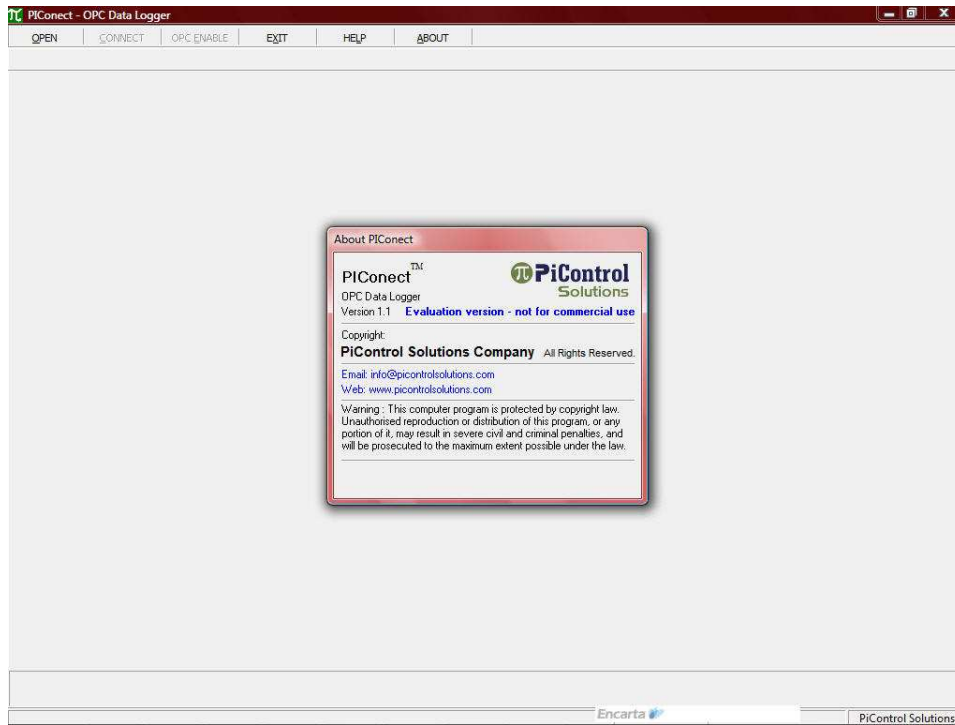 PIConect - OPC Data Logger
OPEN CONNECT OPC ENABLE EXIT HELP ABOUT
About PIConect
PIConect™
PiControl
Solutions
OPC Data Logger
Version 1.1 Evaluation version - not for commercial use
Copyright:
PiControl Solutions Company All Rights Reserved.
Email: info@picontrolsolutions.com
Web: www.picontrolsolutions.com
Warning : This computer program is protected by copyright law.
Unauthorised reproduction or distribution of this program, or any
portion of it, may result in severe civil and criminal penalties, and
will be prosecuted to the maximum extent possible under the law.
Encarta
PiControl Solutions